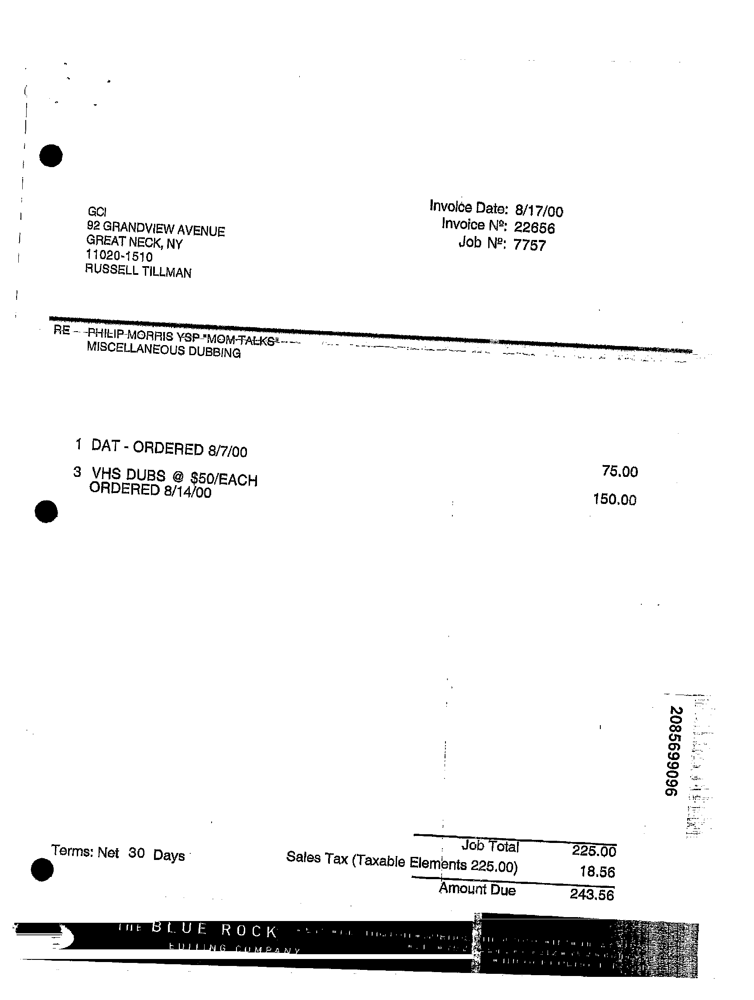 GCI
92 GRANDVIEW AVENUE
GREAT NECK, NY
11020-1510
RUSSELL TILLMAN
Invoice Date: 8/17/00
Invoice Nº: 22656
Job Nº: 7757
RE PHILIP MORRIS YSP "MOM TALKS"
MISCELLANEOUS DUBBING
1 DAT - ORDERED 8/7/00 75.00
3 VHS DUBS @ $50/EACH
ORDERED 8/14/00 150.00
2085699096
Terms: Net 30 Days
Job Total 225.00
Sales Tax (Taxable Elements 225.00) 18.56
Amount Due 243.56
THE BLUE ROCK
EDITING COMPANY